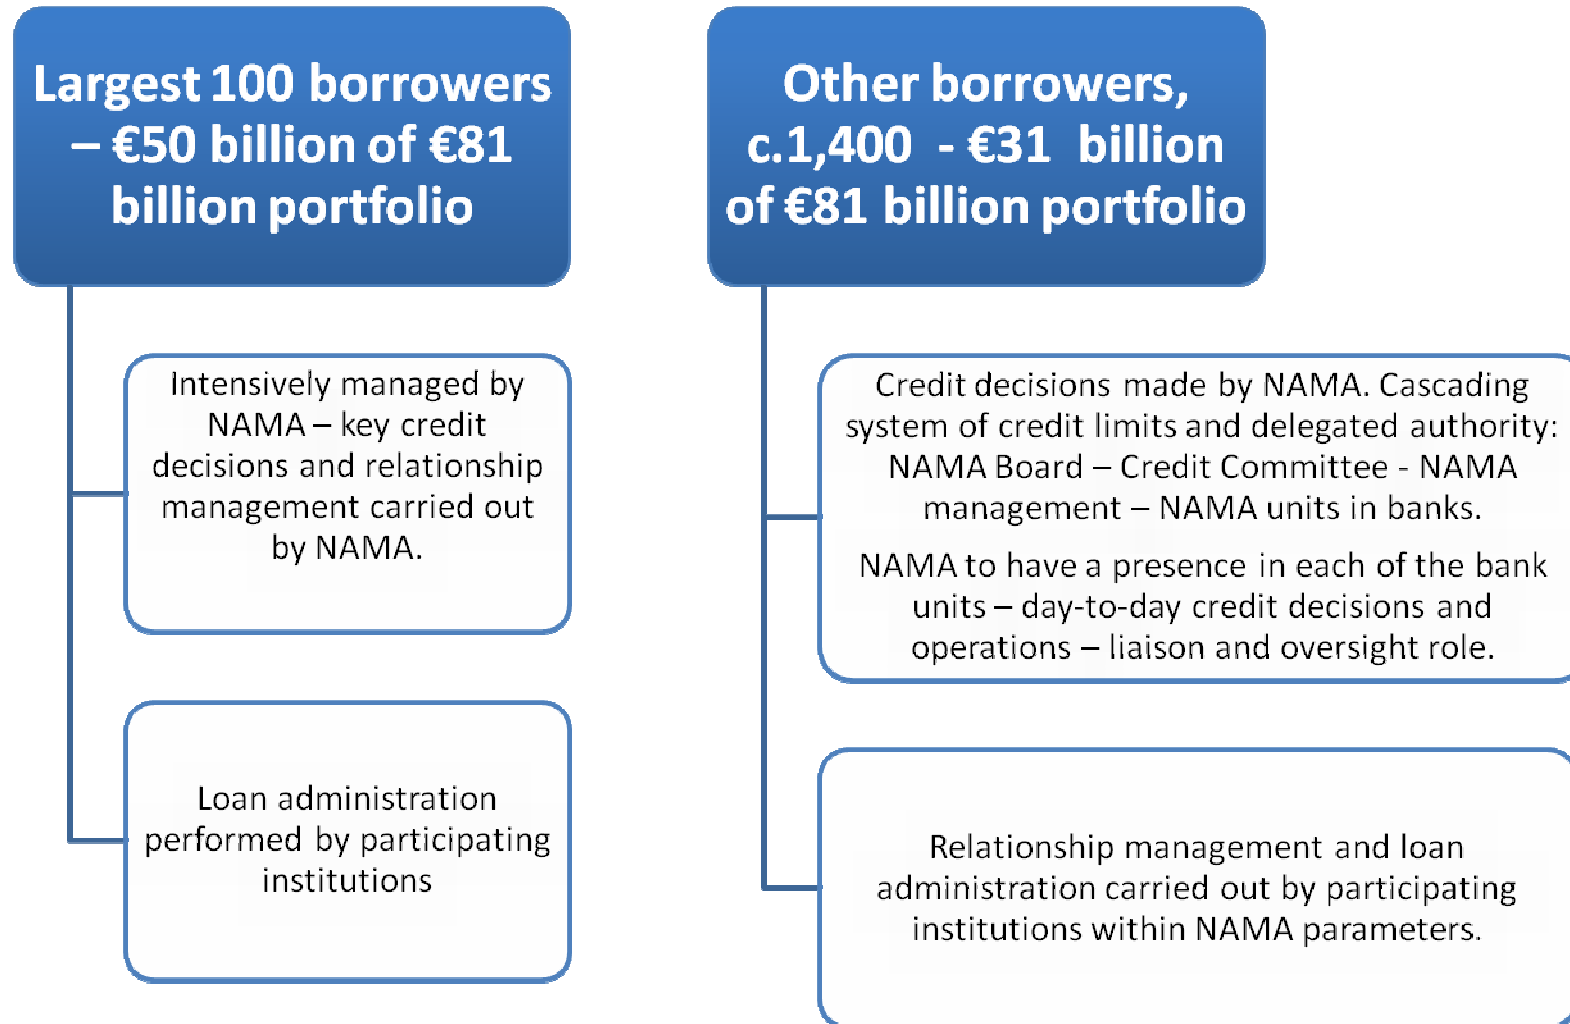 Largest 100 borrowers
– €50 billion of €81
billion portfolio
Intensively managed by
NAMA – key credit
decisions and relationship
management carried out
by NAMA.
Loan administration
performed by participating
institutions
Other borrowers,
c.1,400 - €31 billion
of €81 billion portfolio
Credit decisions made by NAMA. Cascading
system of credit limits and delegated authority:
NAMA Board – Credit Committee - NAMA
management – NAMA units in banks.
NAMA to have a presence in each of the bank
units – day-to-day credit decisions and
operations – liaison and oversight role.
Relationship management and loan
administration carried out by participating
institutions within NAMA parameters.